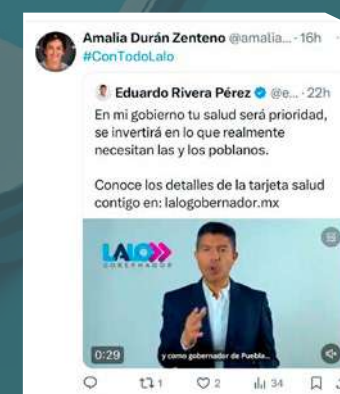 Amalia Durán Zenteno @amalia... · 16h
#ConTodoLalo
Eduardo Rivera Pérez @e... · 22h
En mi gobierno tu salud será prioridad,
se invertirá en lo que realmente
necesitan las y los poblanos.
Conoce los detalles de la tarjeta salud
contigo en: lalogobernador.mx
LALO
GOBERNADOR
0:29
y como gobernador de Puebla...
1
2
34